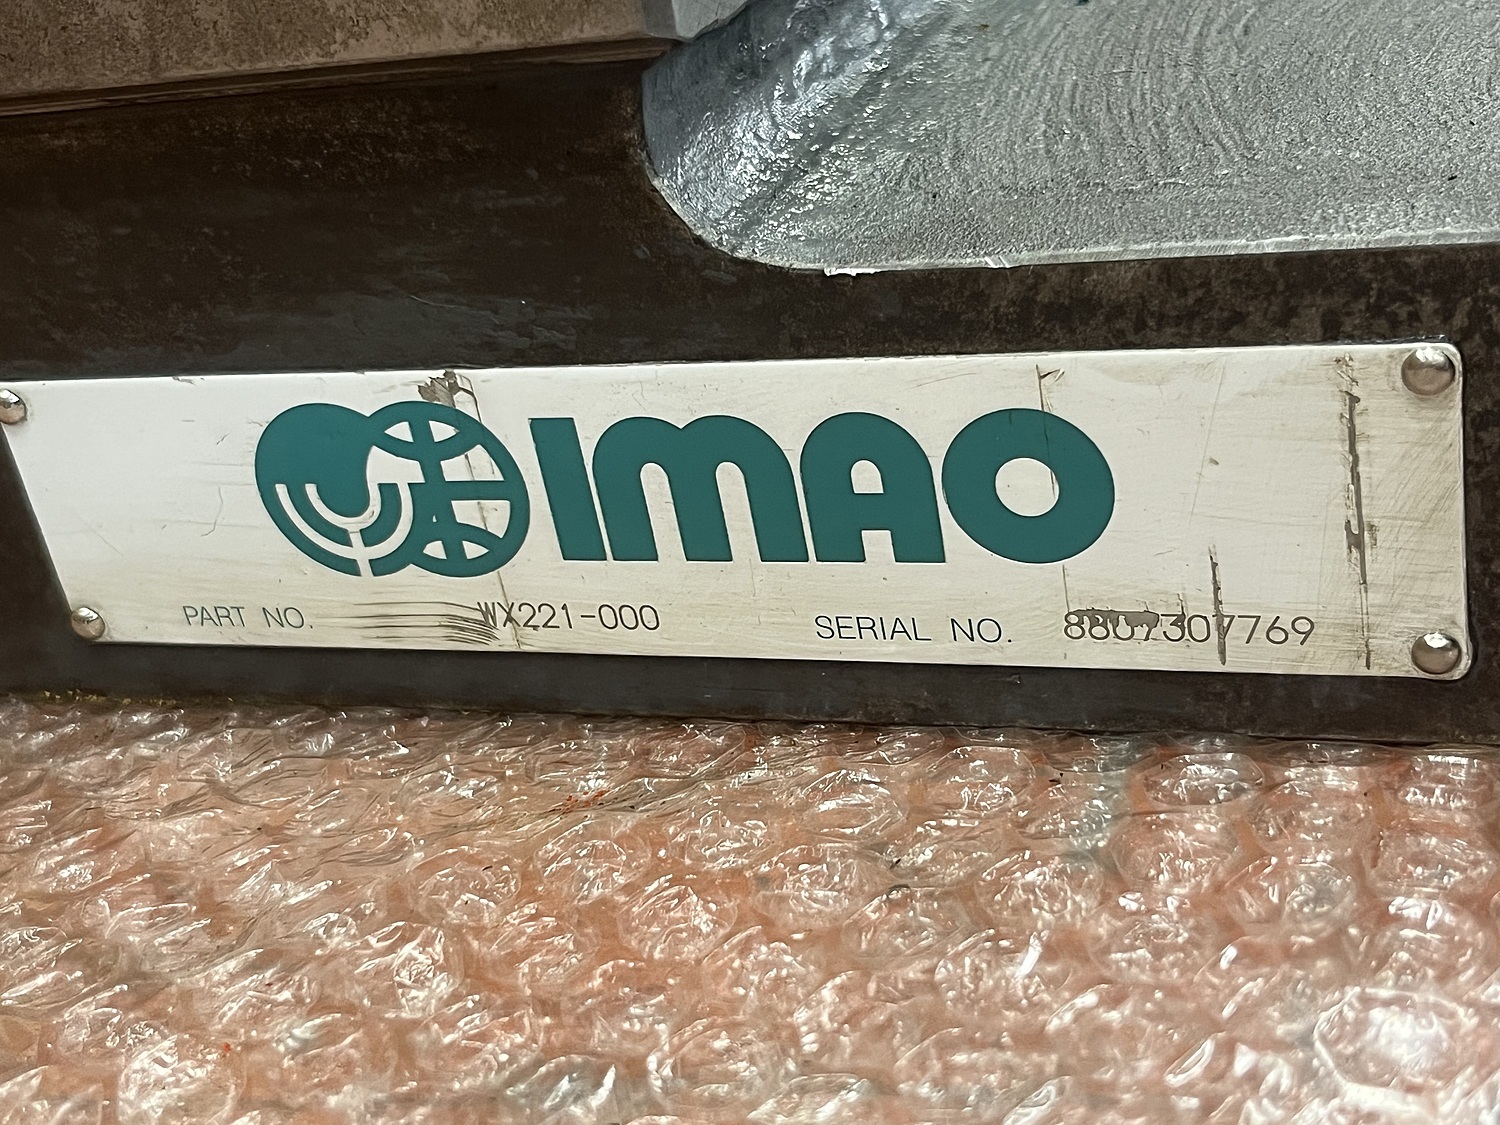 IMAO
PART NO. WX221-000 SERIAL NO. 8807307769